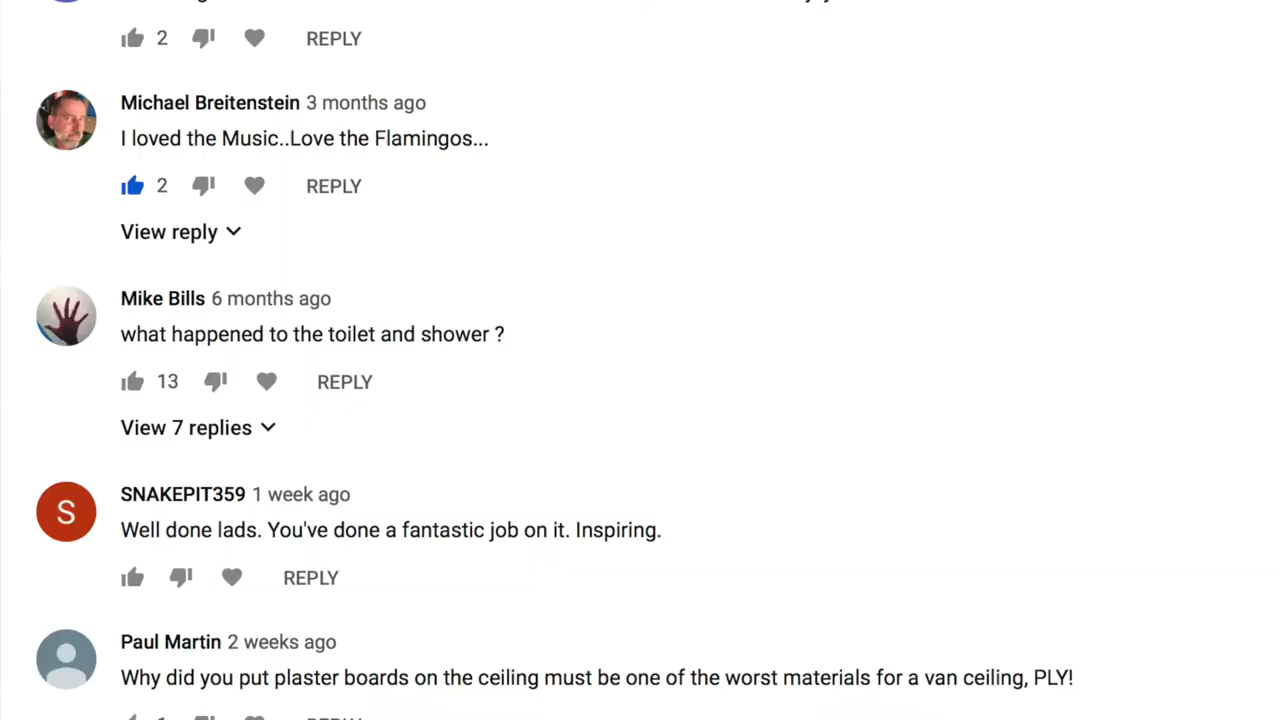 2 REPLY
Michael Breitenstein 3 months ago
I loved the Music..Love the Flamingos...
2 REPLY
View reply
Mike Bills 6 months ago
what happened to the toilet and shower ?
13 REPLY
View 7 replies
S
SNAKEPIT359 1 week ago
Well done lads. You've done a fantastic job on it. Inspiring.
REPLY
Paul Martin 2 weeks ago
Why did you put plaster boards on the ceiling must be one of the worst materials for a van ceiling, PLY!
1 REPLY